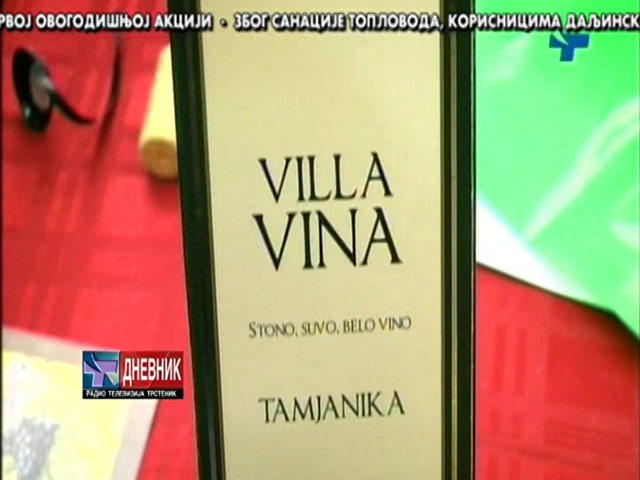 РВОЈ ОВОГОДИШЊОЈ АКЦИЈИ - ЗБОГ САНАЦИЈЕ ТОПЛОВОДА, КОРИСНИЦИМА ДАЉИНСК
VILLA
VINA
STONO, SUVO, BELO VINO
TAMJANIKA
ДНЕВНИК
РАДИО ТЕЛЕВИЗИЈА ТРСТЕНИК